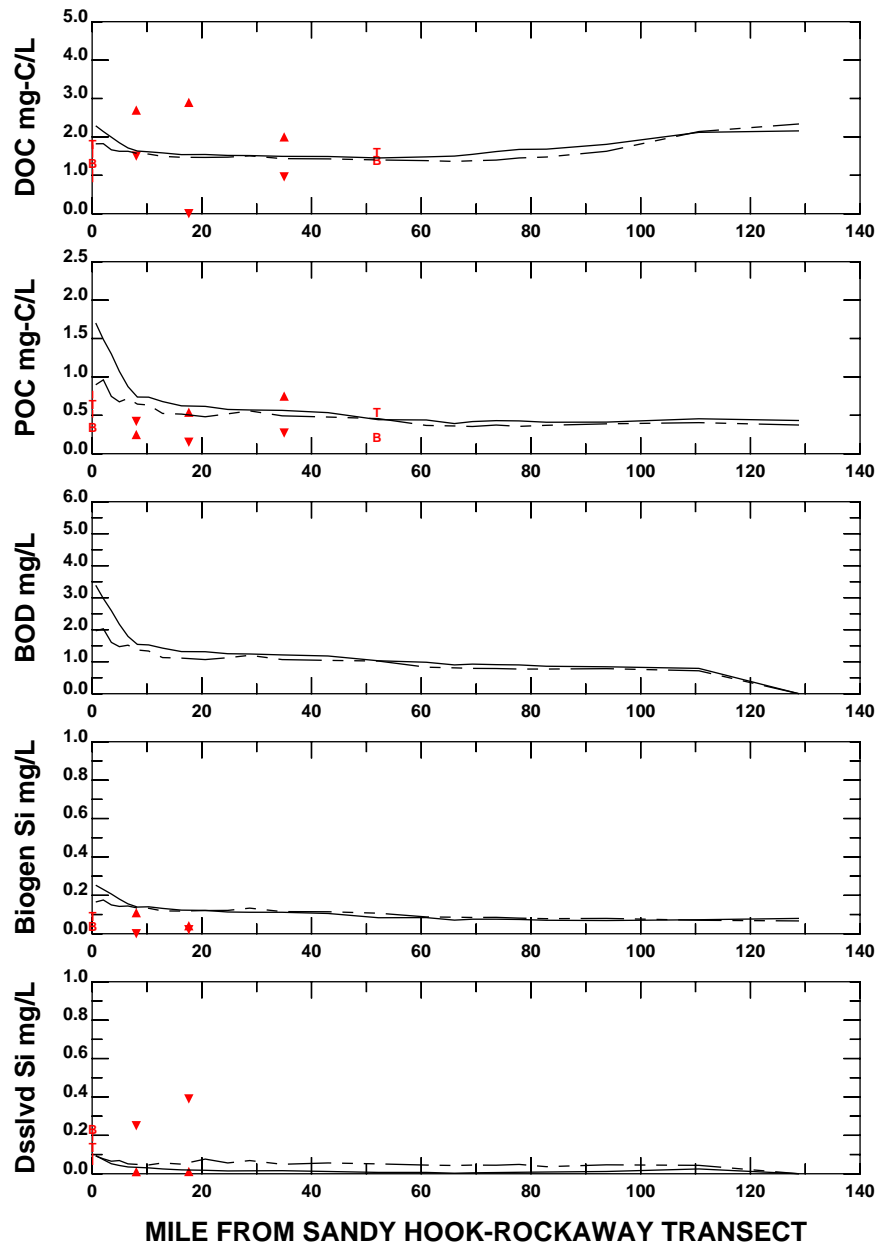 DOC mg-C/L
5.0
4.0
3.0
2.0
1.0
0.0
T
B
T
B
0 20 40 60 80 100 120 140
POC mg-C/L
2.5
2.0
1.5
1.0
0.5
0.0
T
B
T
B
0 20 40 60 80 100 120 140
BOD mg/L
6.0
5.0
4.0
3.0
2.0
1.0
0.0
0 20 40 60 80 100 120 140
Biogen Si mg/L
1.0
0.8
0.6
0.4
0.2
0.0
T
B
0 20 40 60 80 100 120 140
Dsslvd Si mg/L
1.0
0.8
0.6
0.4
0.2
0.0
B
T
0 20 40 60 80 100 120 140
MILE FROM SANDY HOOK-ROCKAWAY TRANSECT